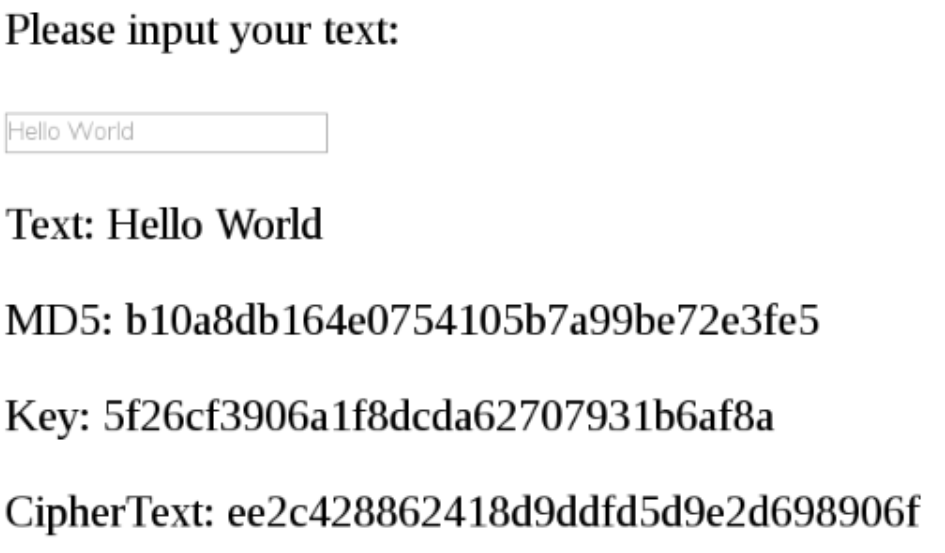 Please input your text:
Hello World
Text: Hello World
MD5: b10a8db164e0754105b7a99be72e3fe5
Key: 5f26cf3906a1f8dcda62707931b6af8a
CipherText: ee2c428862418d9ddfd5d9e2d698906f